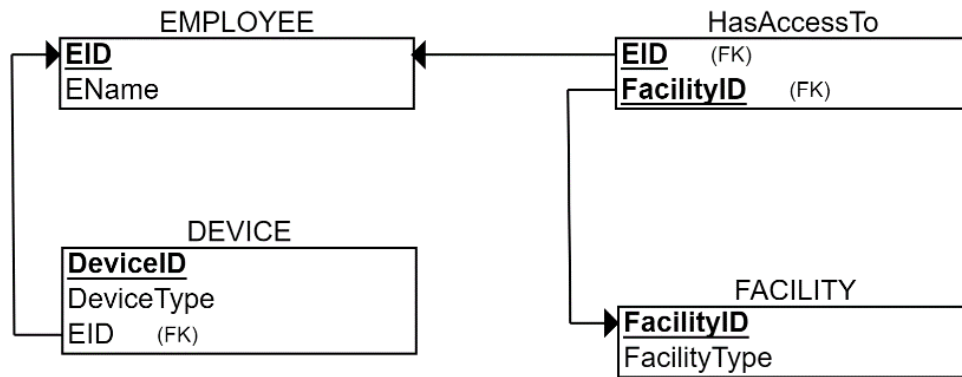 EMPLOYEE
EID
EName
HasAccessTo
EID (FK)
FacilityID (FK)
DEVICE
DeviceID
DeviceType
EID (FK)
FACILITY
FacilityID
FacilityType